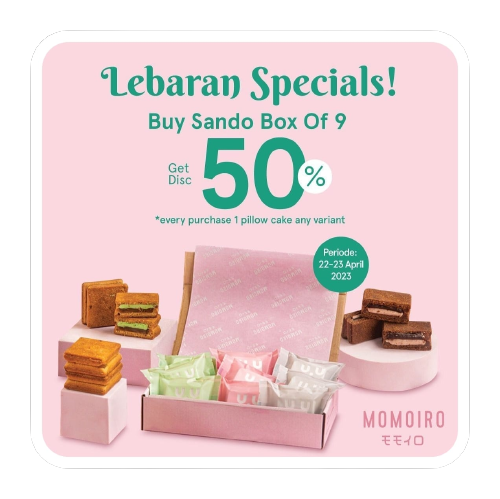 Lebaran Specials!
Buy Sando Box Of 9
Get
Disc
50%
*every purchase 1 pillow cake any variant
Periode:
22-23 April
2023
MOMOIRO
モモイロ